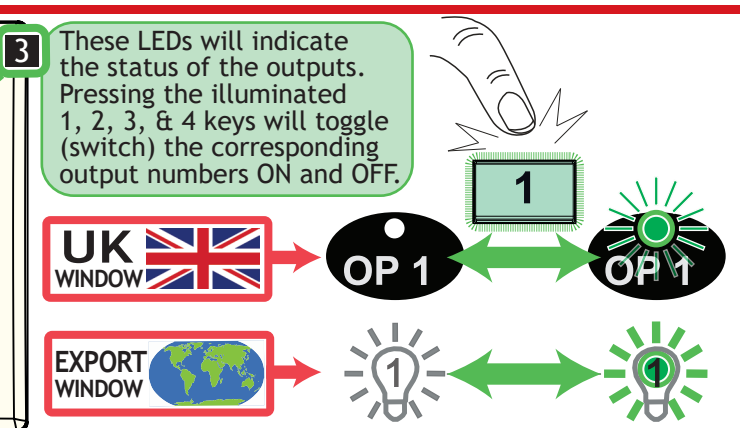 3
These LEDs will indicate
the status of the outputs.
Pressing the illuminated
1, 2, 3, & 4 keys will toggle
(switch) the corresponding
output numbers ON and OFF.
1
UK
WINDOW
OP 1
OP 1
EXPORT
WINDOW
1
1